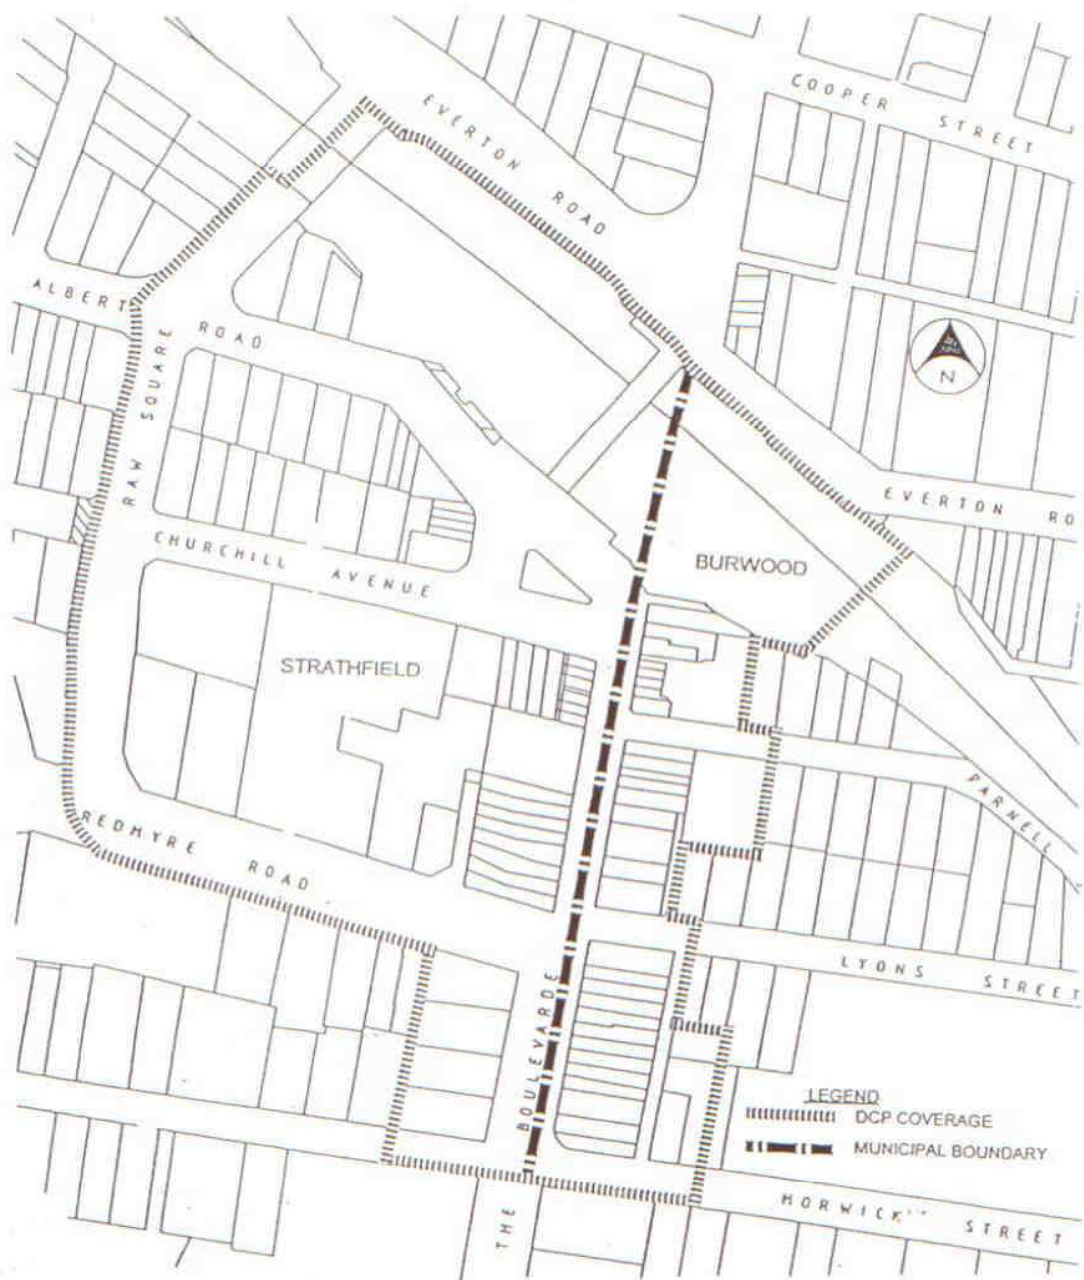 COOPER STREET
EVERTON ROAD
ALBERT ROAD
RAW SQUARE
N
EVERTON RO
CHURCHILL AVENUE
BURWOOD
STRATHFIELD
PARNELL
REDMYRE ROAD
LYONS STREET
THE BOULEVARDE
LEGEND
DCP COVERAGE
MUNICIPAL BOUNDARY
MORWICK STREET